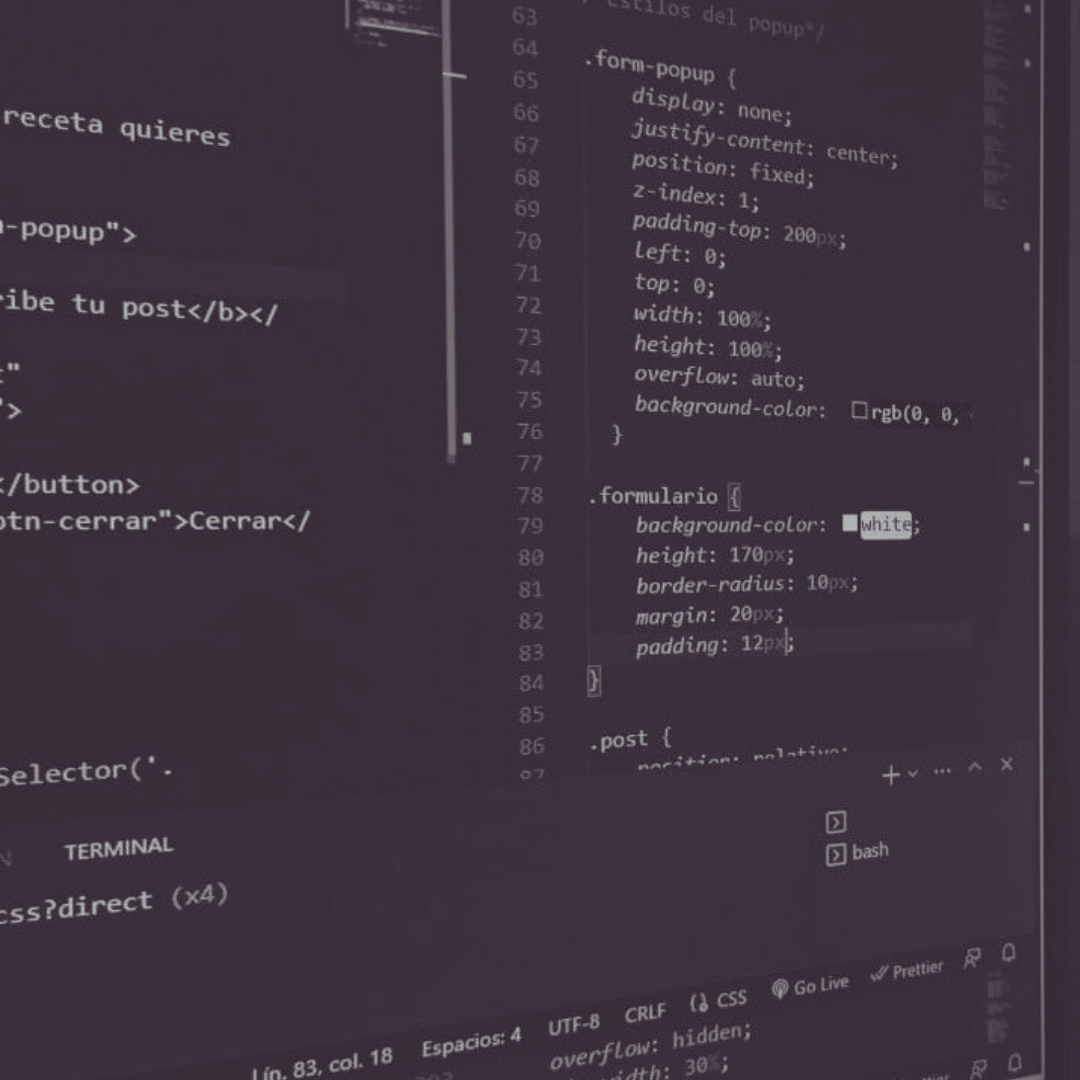 receta quieres
-popup">
ribe tu post</b></
"
">
</button>
btn-cerrar">Cerrar</
Selector('.
63 Estilos del popup*/
64
65 .form-popup {
66 display: none;
67 justify-content: center;
68 position: fixed;
69 z-index: 1;
70 padding-top: 200px;
71 left: 0;
72 top: 0;
73 width: 100%;
74 height: 100%;
75 overflow: auto;
76 background-color: rgb(0, 0,
77 }
78 .formulario {
79 background-color: white;
80 height: 170px;
81 border-radius: 10px;
82 margin: 20px;
83 padding: 12px;
84 }
85
86 .post {
87 position: relative;
TERMINAL
bash
css?direct (x4)
Lín. 83, col. 18 Espacios: 4 UTF-8 CRLF {} CSS Go Live Prettier
overflow: hidden;
width: 30%;